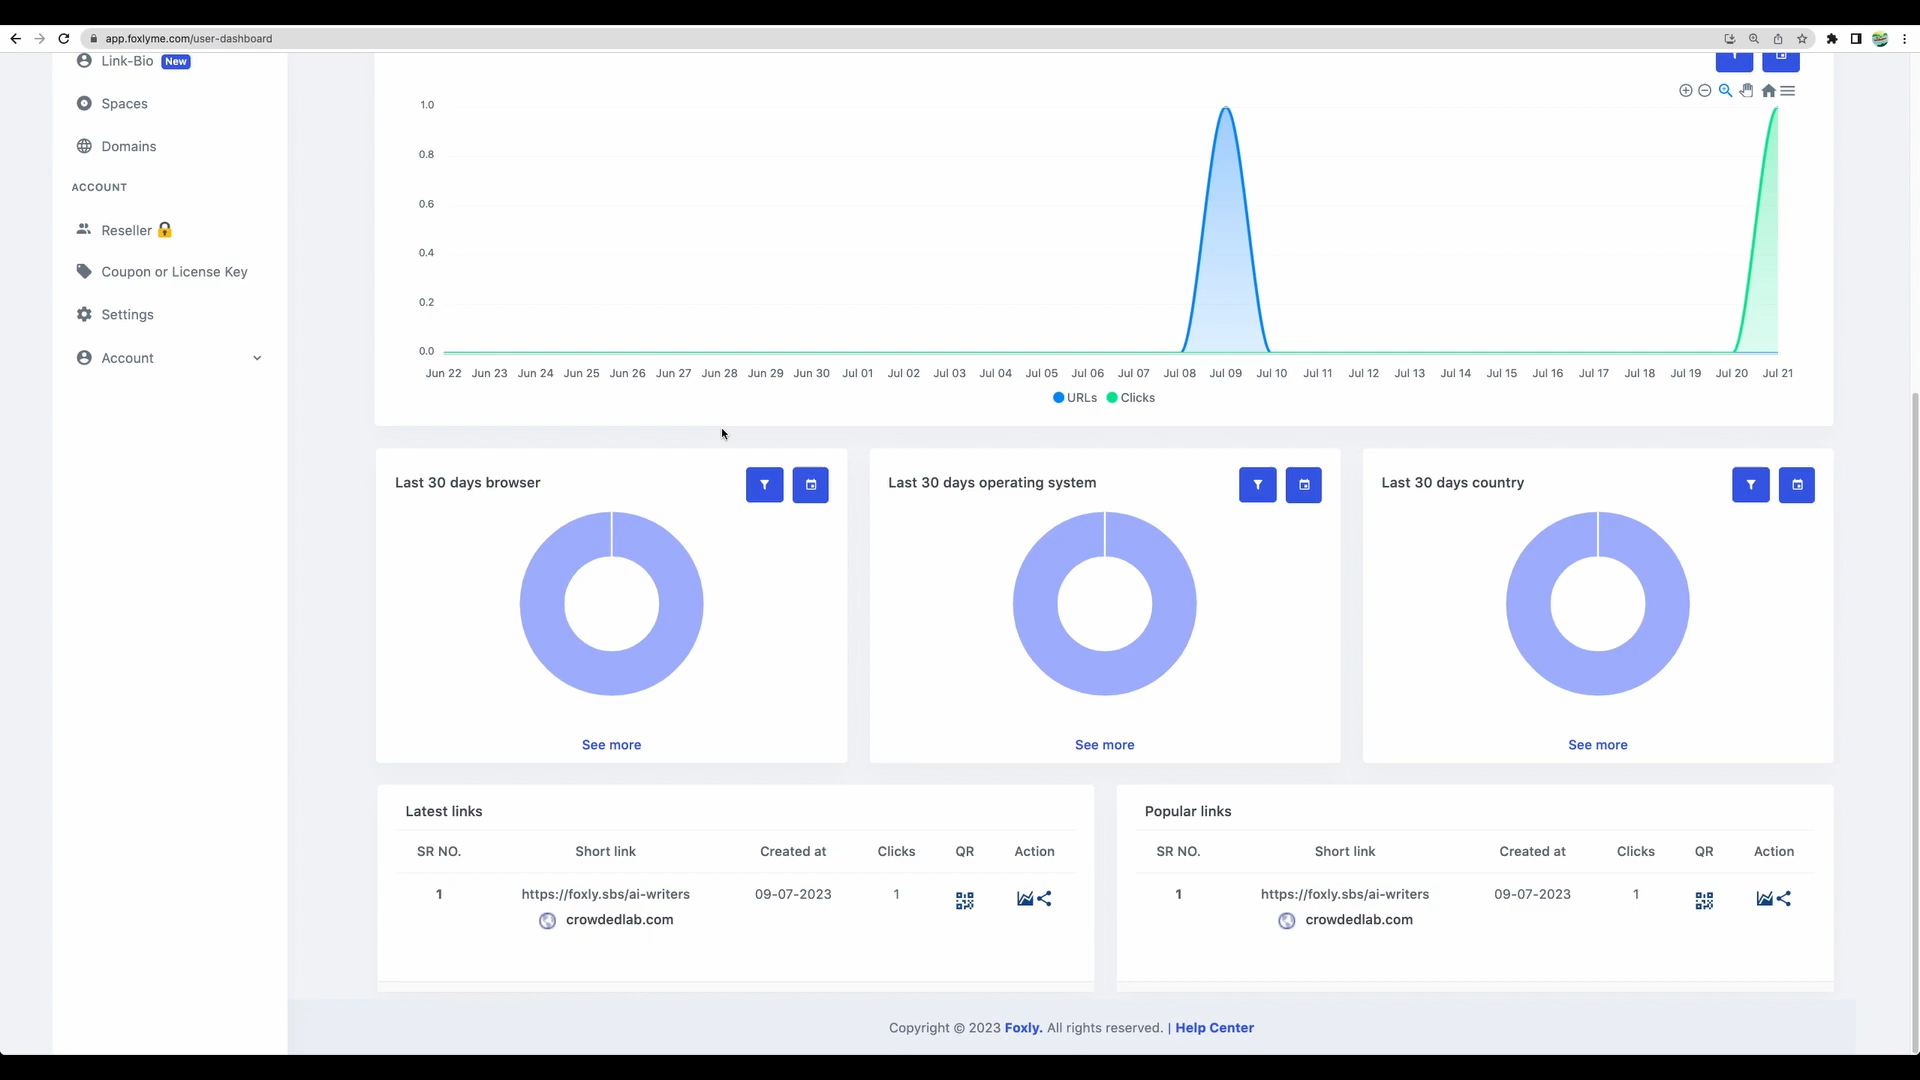 app.foxlyme.com/user-dashboard
Link-Bio New
Spaces
Domains
ACCOUNT
Reseller
Coupon or License Key
Settings
Account
1.0
0.8
0.6
0.4
0.2
0.0
Jun 22 Jun 23 Jun 24 Jun 25 Jun 26 Jun 27 Jun 28 Jun 29 Jun 30 Jul 01 Jul 02 Jul 03 Jul 04 Jul 05 Jul 06 Jul 07 Jul 08 Jul 09 Jul 10 Jul 11 Jul 12 Jul 13 Jul 14 Jul 15 Jul 16 Jul 17 Jul 18 Jul 19 Jul 20 Jul 21
URLs Clicks
Last 30 days browser
See more
Last 30 days operating system
See more
Last 30 days country
See more
Latest links
SR NO. Short link Created at Clicks QR Action
1 https://foxly.sbs/ai-writers 09-07-2023 1
crowdedlab.com
Popular links
SR NO. Short link Created at Clicks QR Action
1 https://foxly.sbs/ai-writers 09-07-2023 1
crowdedlab.com
Copyright © 2023 Foxly. All rights reserved. | Help Center